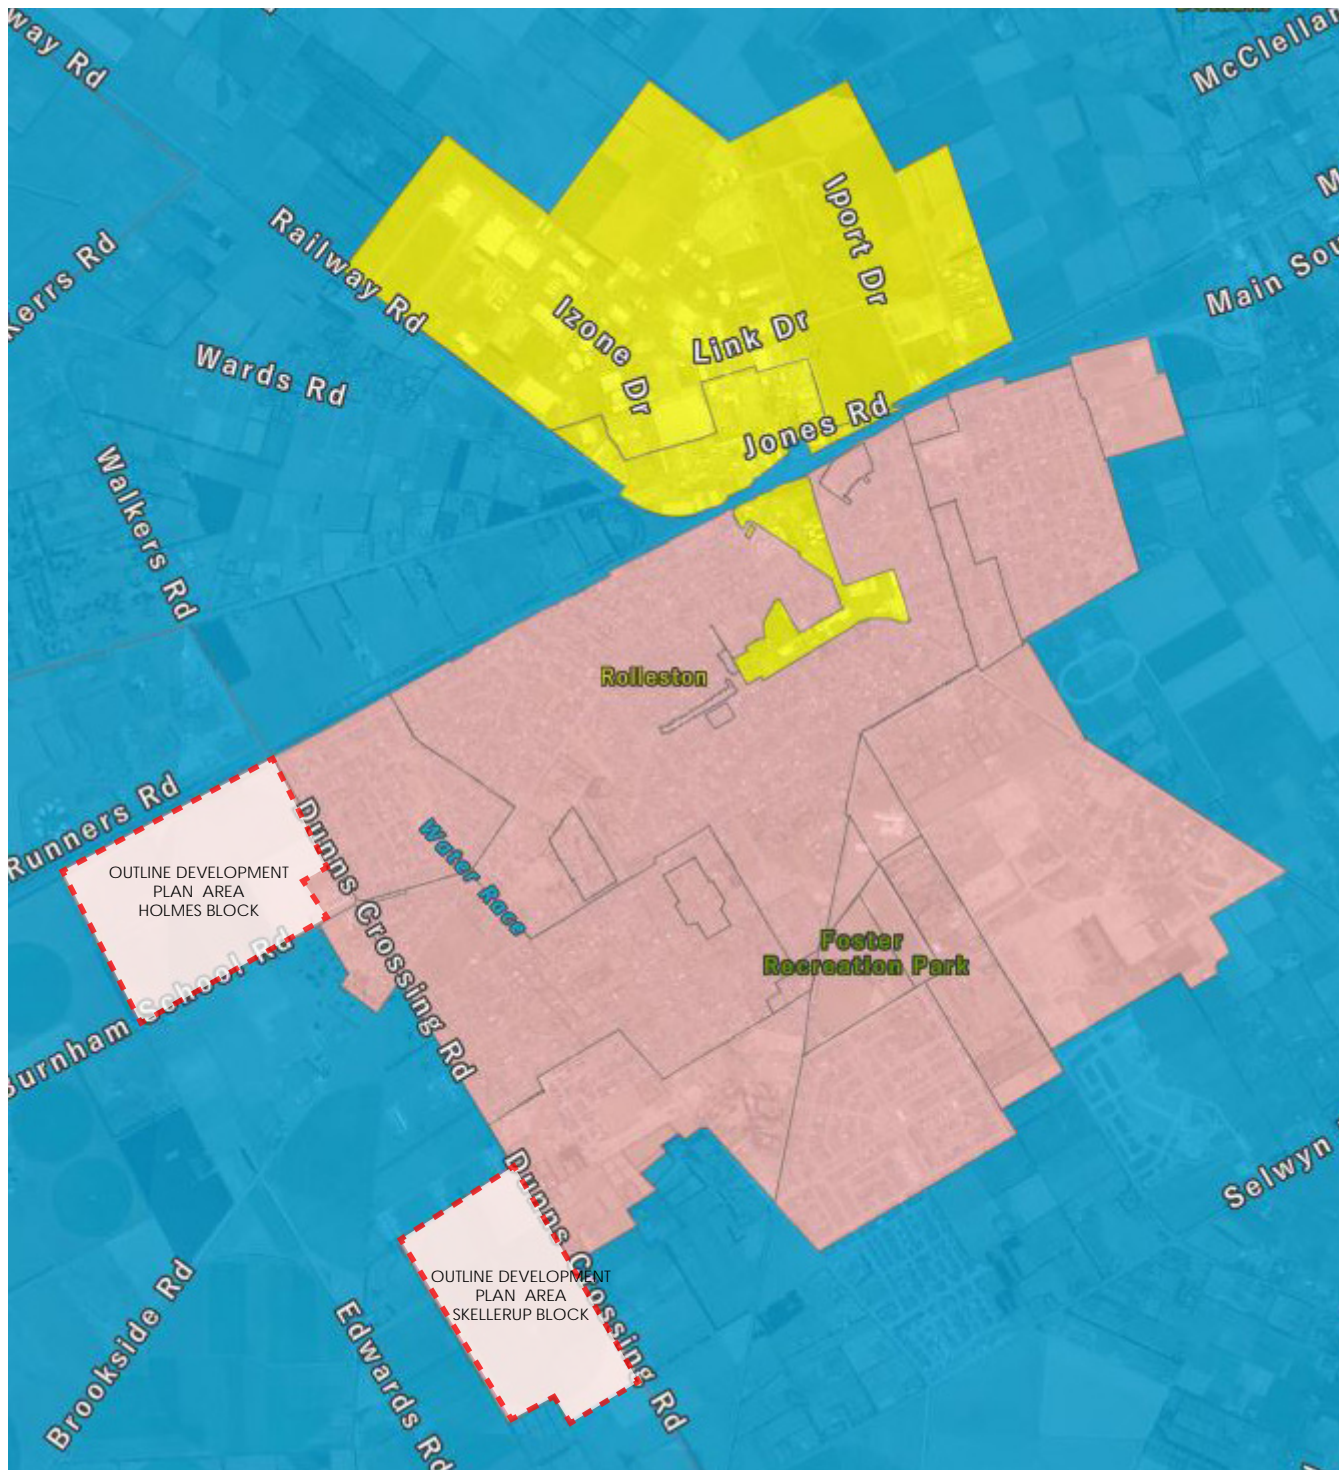 way Rd
McClellan
Kerrs Rd
Railway Rd
Iport Dr
Main Sou
Izone Dr
Link Dr
Wards Rd
Jones Rd
Walkers Rd
Rolleston
Runners Rd
Dunns Crossing Rd
Water Race
OUTLINE DEVELOPMENT
PLAN AREA
HOLMES BLOCK
Foster
Recreation Park
Burnham School Rd
Selwyn
Dunns Crossing Rd
OUTLINE DEVELOPMENT
PLAN AREA
SKELLERUP BLOCK
Brookside Rd
Edwards Rd